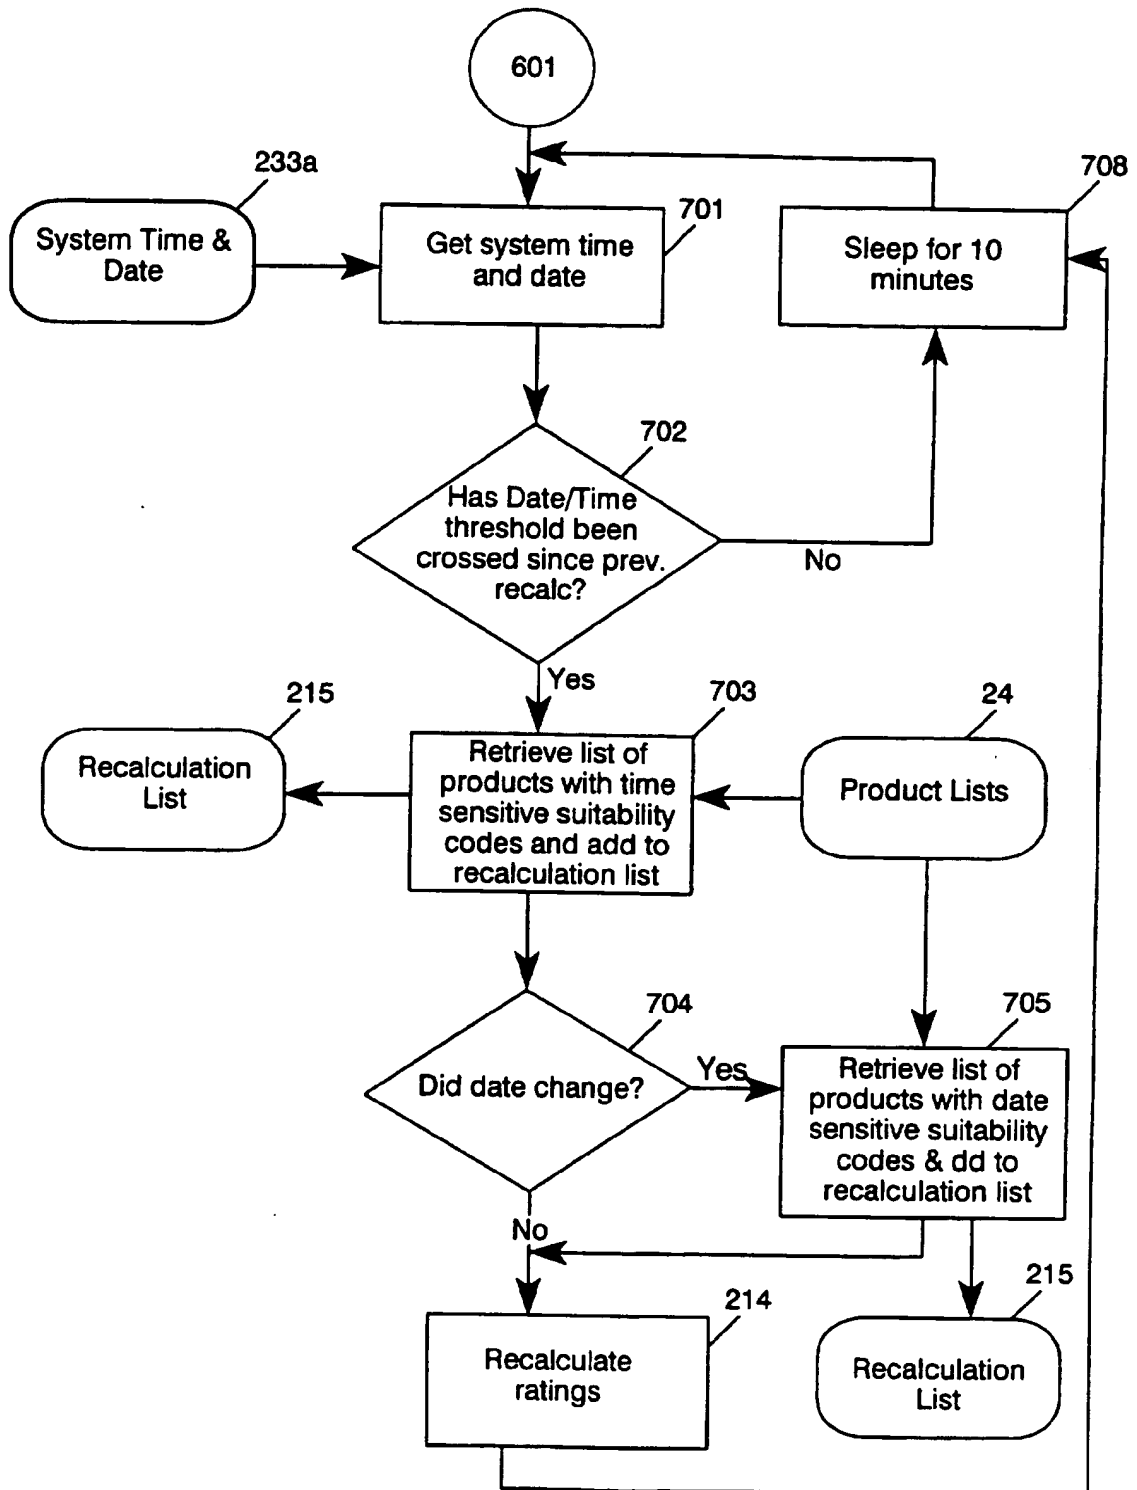 601
233a
System Time &
Date
701
Get system time
and date
708
Sleep for 10
minutes
702
Has Date/Time
threshold been
crossed since prev.
recalc?
No
Yes
215
Recalculation
List
703
Retrieve list of
products with time
sensitive suitability
codes and add to
recalculation list
24
Product Lists
704
Did date change?
Yes
705
Retrieve list of
products with date
sensitive suitability
codes & dd to
recalculation list
No
214
Recalculate
ratings
215
Recalculation
List